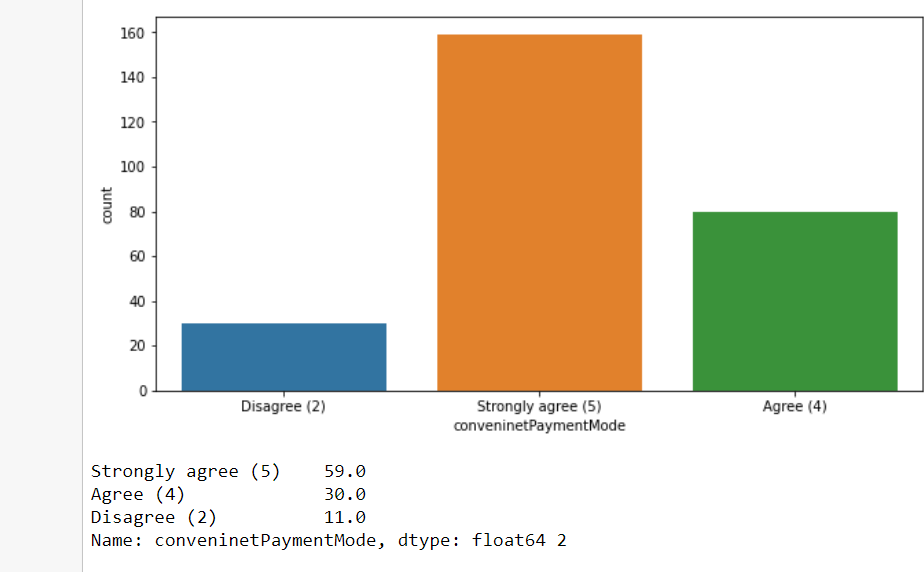 160
140
120
100
80
60
40
20
0
count
Disagree (2) Strongly agree (5) Agree (4)
conveninetPaymentMode
Strongly agree (5) 59.0
Agree (4) 30.0
Disagree (2) 11.0
Name: conveninetPaymentMode, dtype: float64 2